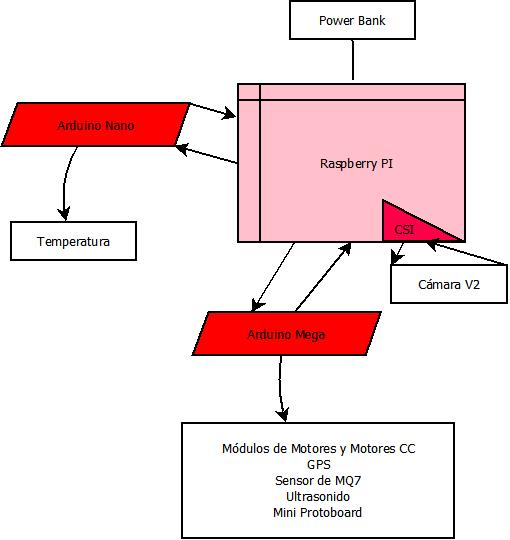 Power Bank
Arduino Nano
Raspberry PI
Temperatura
CSI
Cámara V2
Arduino Mega
Módulos de Motores y Motores CC
GPS
Sensor de MQ7
Ultrasonido
Mini Protoboard